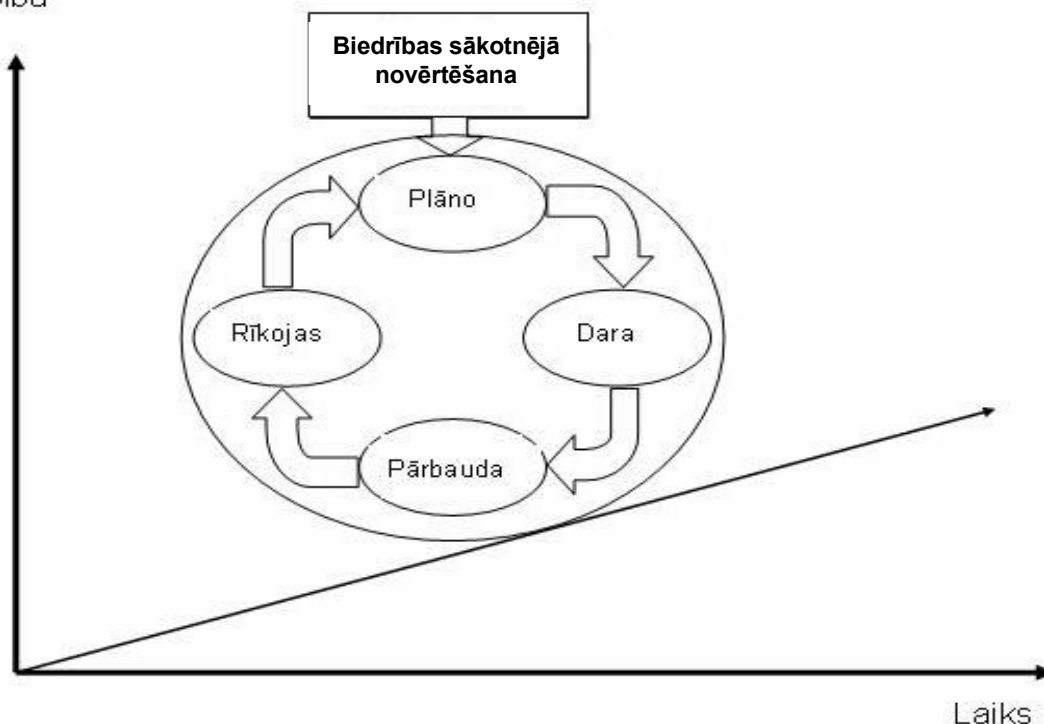 Biedrības sākotnējā
novērtēšana
Plāno
Rīkojas
Dara
Pārbauda
Laiks